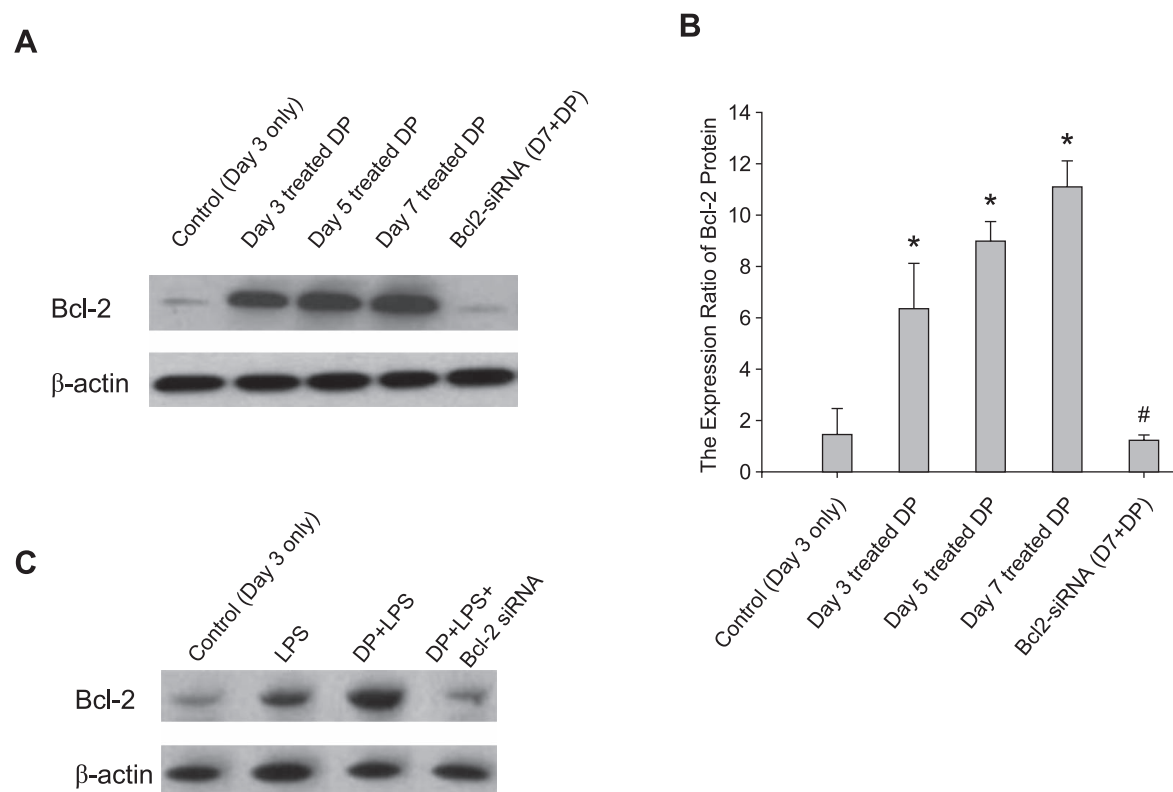 A
Control (Day 3 only)
Day 3 treated DP
Day 5 treated DP
Day 7 treated DP
Bcl2-siRNA (D7+DP)
Bcl-2
β-actin
B
The Expression Ratio of Bcl-2 Protein
14
12
10
8
6
4
2
0
*
*
*
#
Control (Day 3 only)
Day 3 treated DP
Day 5 treated DP
Day 7 treated DP
Bcl2-siRNA (D7+DP)
C
Control (Day 3 only)
LPS
DP+LPS
DP+LPS+
Bcl-2 siRNA
Bcl-2
β-actin